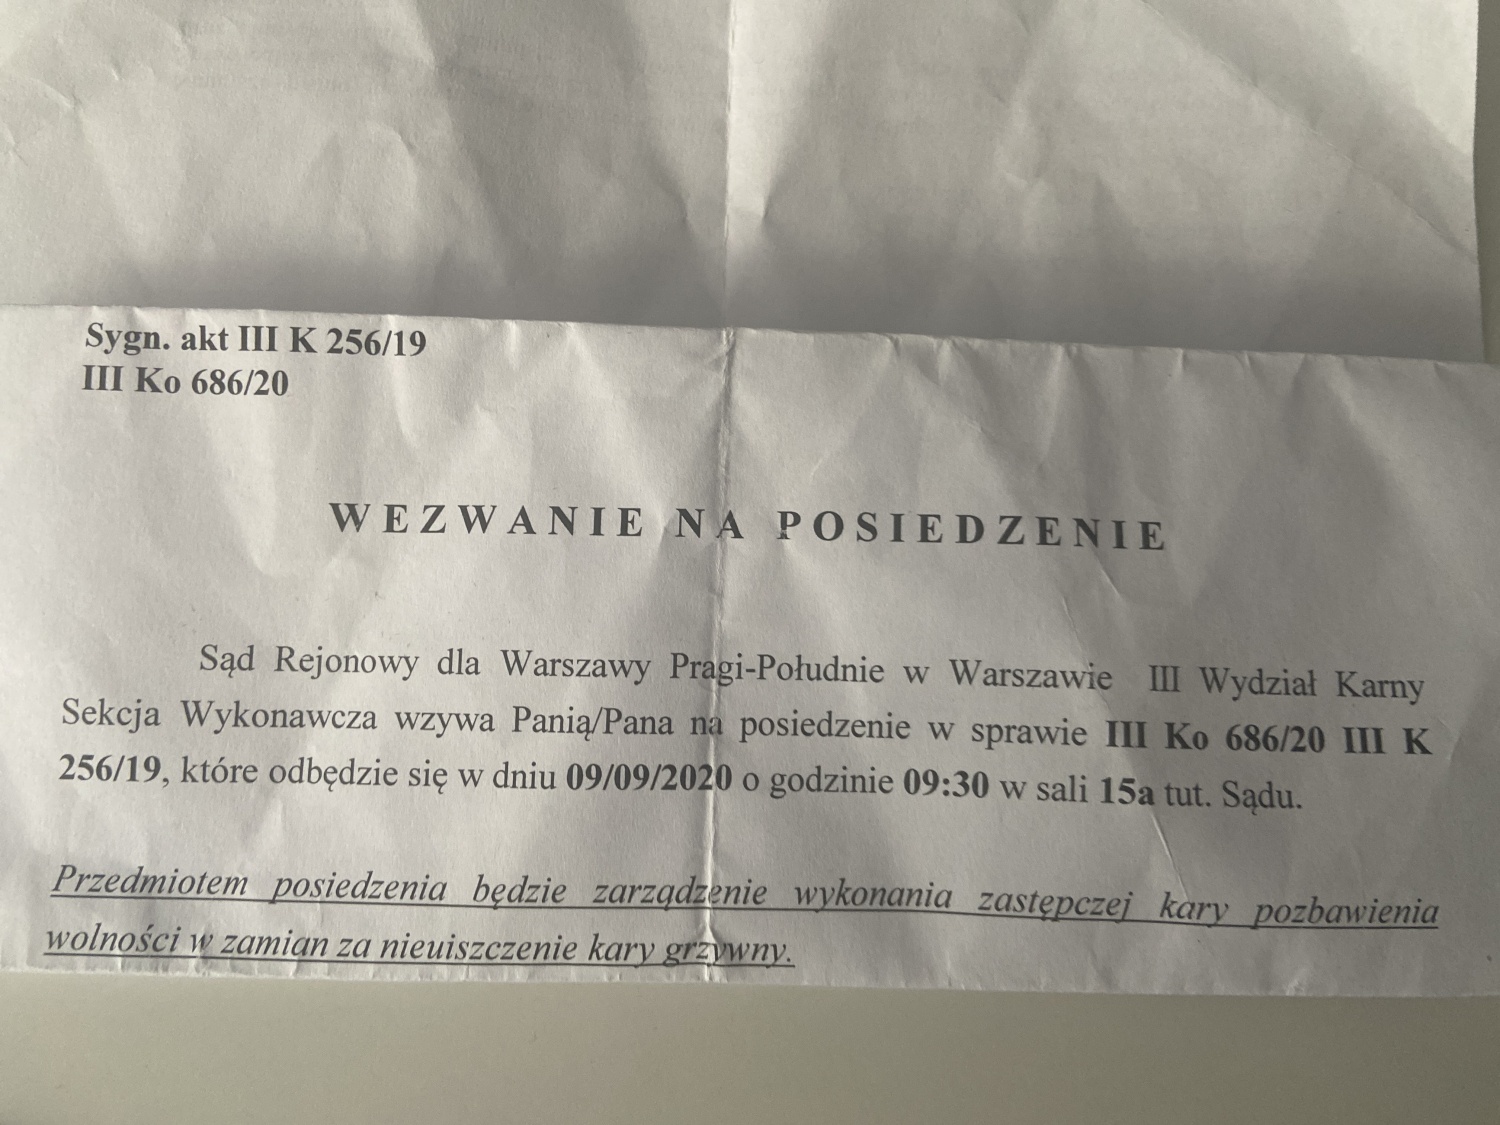 Sygn. akt III K 256/19
III Ko 686/20
WEZWANIE NA POSIEDZENIE
Sąd Rejonowy dla Warszawy Pragi-Południe w Warszawie III Wydział Karny
Sekcja Wykonawcza wzywa Panią/Pana na posiedzenie w sprawie III Ko 686/20 III K
256/19, które odbędzie się w dniu 09/09/2020 o godzinie 09:30 w sali 15a tut. Sądu.
Przedmiotem posiedzenia będzie zarządzenie wykonania zastępczej kary pozbawienia
wolności w zamian za nieuiszczenie kary grzywny.